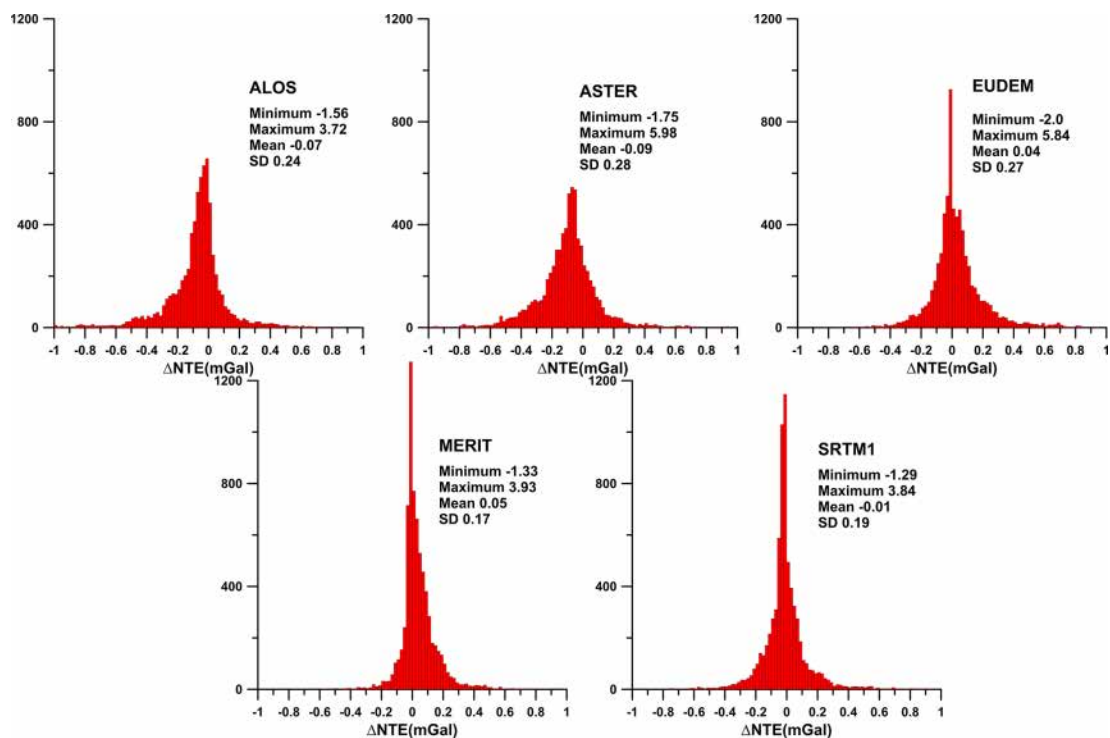 1200
800
400
0
-1 -0.8 -0.6 -0.4 -0.2 0 0.2 0.4 0.6 0.8 1
ΔNTE(mGal)
ALOS
Minimum -1.56
Maximum 3.72
Mean -0.07
SD 0.24
1200
800
400
0
-1 -0.8 -0.6 -0.4 -0.2 0 0.2 0.4 0.6 0.8 1
ΔNTE(mGal)
ASTER
Minimum -1.75
Maximum 5.98
Mean -0.09
SD 0.28
1200
800
400
0
-1 -0.8 -0.6 -0.4 -0.2 0 0.2 0.4 0.6 0.8 1
ΔNTE(mGal)
EUDEM
Minimum -2.0
Maximum 5.84
Mean 0.04
SD 0.27
1200
800
400
0
-1 -0.8 -0.6 -0.4 -0.2 0 0.2 0.4 0.6 0.8 1
ΔNTE(mGal)
MERIT
Minimum -1.33
Maximum 3.93
Mean 0.05
SD 0.17
1200
800
400
0
-1 -0.8 -0.6 -0.4 -0.2 0 0.2 0.4 0.6 0.8 1
ΔNTE(mGal)
SRTM1
Minimum -1.29
Maximum 3.84
Mean -0.01
SD 0.19